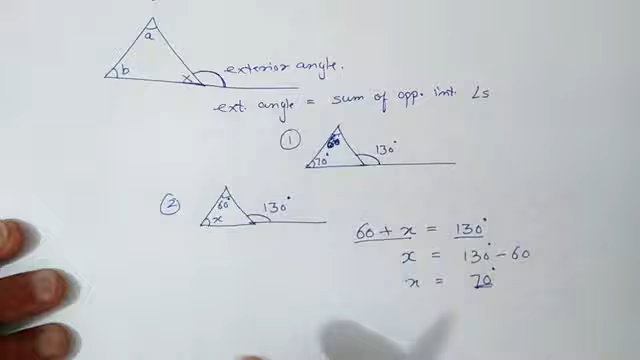 a
b x exterior angle.
ext. angle = sum of opp. int. ∠s
① 60° 70° 130°
② 60° x 130°
60 + x = 130°
x = 130° - 60
x = 70°